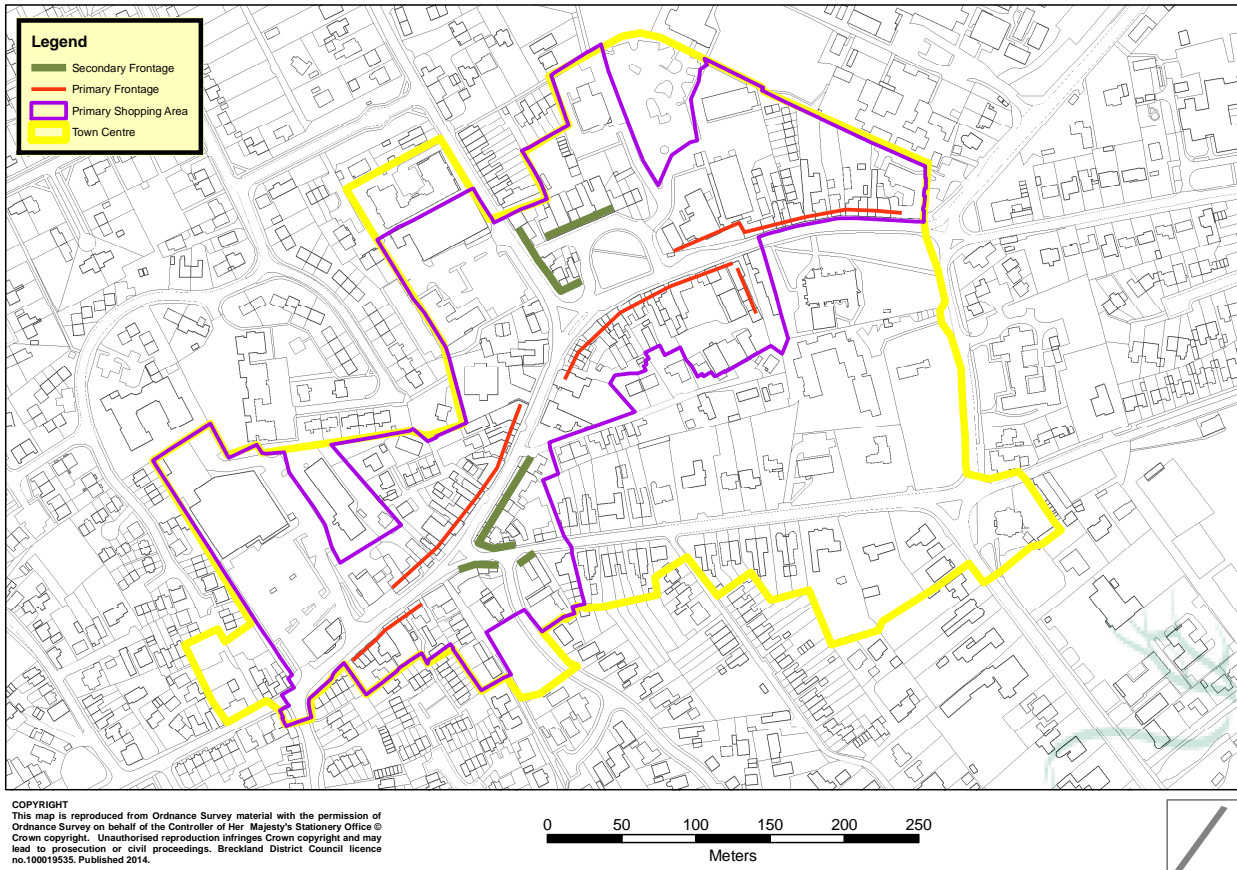 Legend
Secondary Frontage
Primary Frontage
Primary Shopping Area
Town Centre
COPYRIGHT
This map is reproduced from Ordnance Survey material with the permission of
Ordnance Survey on behalf of the Controller of Her Majesty's Stationery Office ©
Crown copyright. Unauthorised reproduction infringes Crown copyright and may
lead to prosecution or civil proceedings. Breckland District Council licence
no.100019535. Published 2014.
0 50 100 150 200 250
Meters